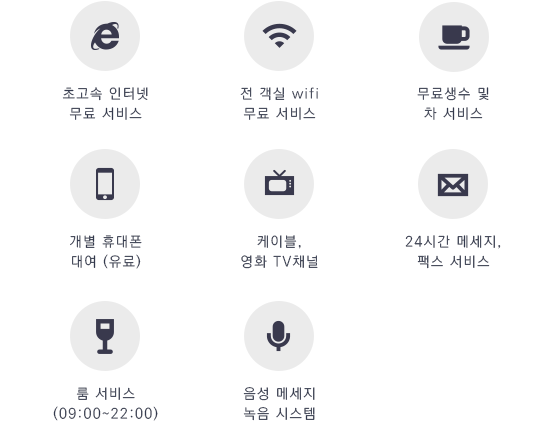 초고속 인터넷
무료 서비스
전 객실 wifi
무료 서비스
무료생수 및
차 서비스
개별 휴대폰
대여 (유료)
케이블,
영화 TV채널
24시간 메세지,
팩스 서비스
룸 서비스
(09:00~22:00)
음성 메세지
녹음 시스템